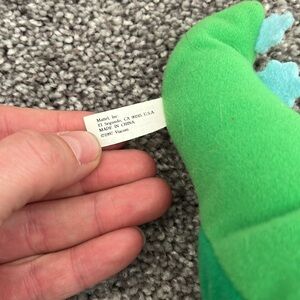 Mattel, Inc.
El Segundo, CA 90245 U.S.A.
MADE IN CHINA
©1997 Viacom